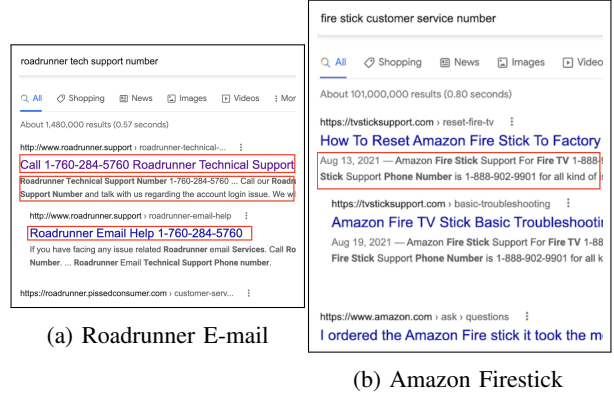 roadrunner tech support number
All Shopping News Images Videos Mor
About 1,480,000 results (0.57 seconds)
http://www.roadrunner.support › roadrunner-technical-...
Call 1-760-284-5760 Roadrunner Technical Support
Roadrunner Technical Support Number 1-760-284-5760 ... Call our Roadn
Support Number and talk with us regarding the account login issue. We w
http://www.roadrunner.support › roadrunner-email-help
Roadrunner Email Help 1-760-284-5760
If you have facing any issue related Roadrunner email Services. Call Ro
Number. ... Roadrunner Email Technical Support Phone number.
https://roadrunner.pissedconsumer.com › customer-serv...
(a) Roadrunner E-mail
fire stick customer service number
All Shopping News Images Video
About 101,000,000 results (0.80 seconds)
https://tvsticksupport.com › reset-fire-tv
How To Reset Amazon Fire Stick To Factory
Aug 13, 2021 — Amazon Fire Stick Support For Fire TV 1-888-
Stick Support Phone Number is 1-888-902-9901 for all kind of
https://tvsticksupport.com › basic-troubleshooting
Amazon Fire TV Stick Basic Troubleshootin
Aug 19, 2021 — Amazon Fire Stick Support For Fire TV 1-88
Fire Stick Support Phone Number is 1-888-902-9901 for all k
https://www.amazon.com › ask › questions
I ordered the Amazon Fire stick it took the m
(b) Amazon Firestick